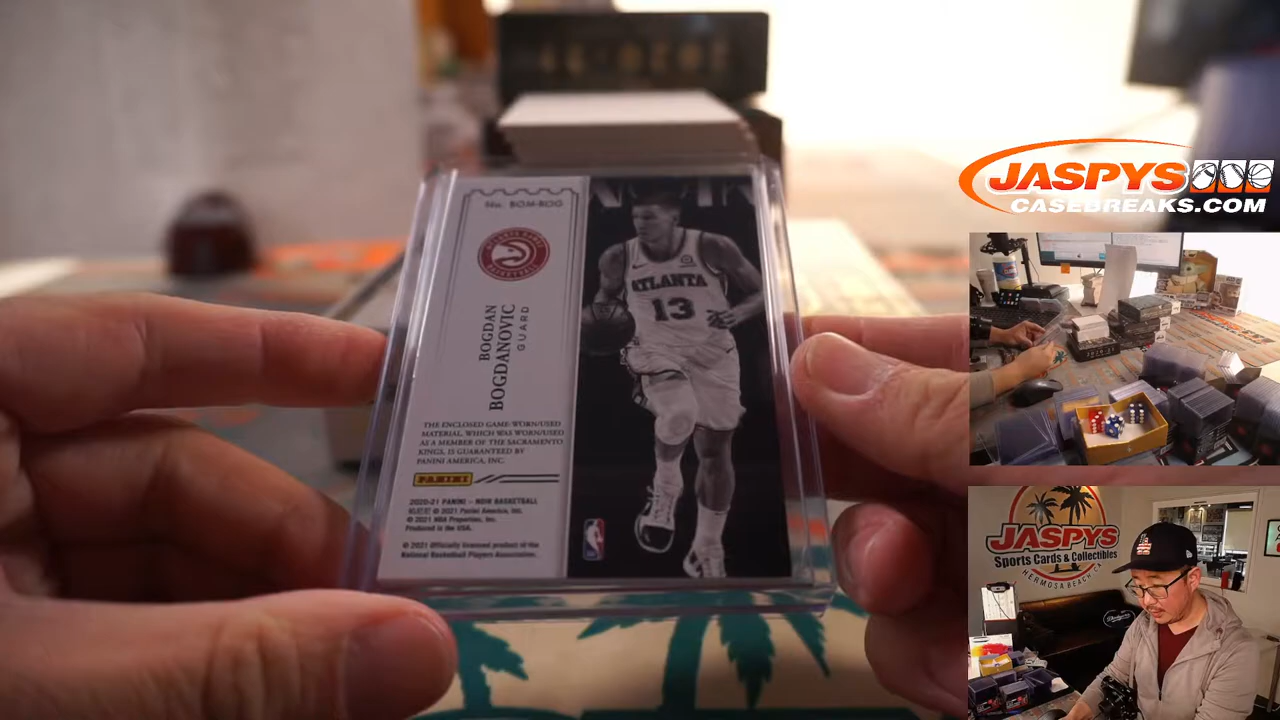 No. BOM-BOG
ATLANTA HAWKS
BASKETBALL
BOGDAN
BOGDANOVIC
GUARD
THE ENCLOSED GAME-WORN/USED
MATERIAL, WHICH WAS WORN/USED
AS A MEMBER OF THE SACRAMENTO
KINGS, IS GUARANTEED BY
PANINI AMERICA, INC.
PANINI
2020-21 PANINI – NOIR BASKETBALL
© 2021 Panini America, Inc.
© 2021 NBA Properties, Inc.
Produced in the USA.
© 2021 Officially licensed product of the
National Basketball Players Association.
ATLANTA
13
JASPYS
CASEBREAKS.COM
JASPYS
Sports Cards & Collectibles
HERMOSA BEACH, CA